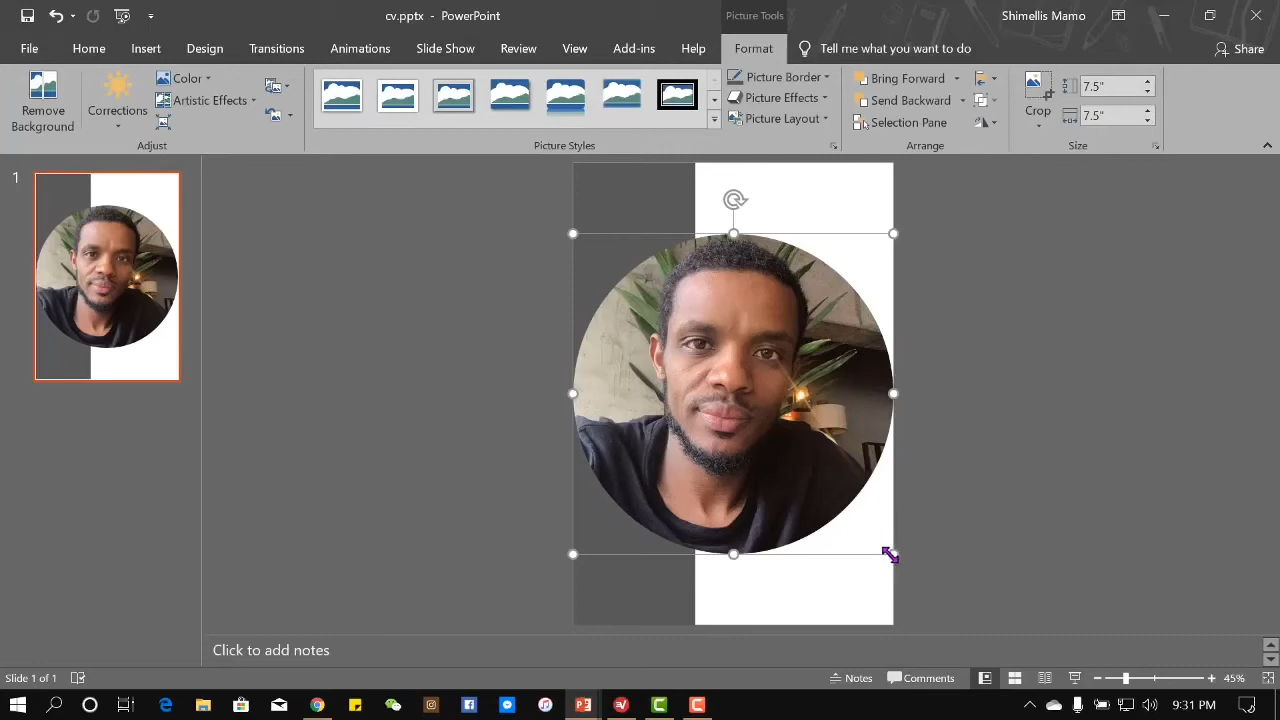 cv.pptx - PowerPoint
Picture Tools
Shimellis Mamo
File Home Insert Design Transitions Animations Slide Show Review View Add-ins Help Format Tell me what you want to do Share
Remove Background
Corrections
Color
Artistic Effects
Adjust
Picture Styles
Picture Border
Picture Effects
Picture Layout
Bring Forward
Send Backward
Selection Pane
Arrange
Crop
7.5"
7.5"
Size
1
Click to add notes
Slide 1 of 1
Notes
Comments
45%
9:31 PM